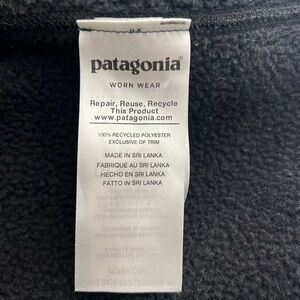 patagonia®
WORN WEAR
Repair, Reuse, Recycle
This Product
www.patagonia.com
100% RECYCLED POLYESTER
EXCLUSIVE OF TRIM
MADE IN SRI LANKA
FABRIQUÉ AU SRI LANKA
HECHO EN SRI LANKA
FATTO IN SRI LANKA